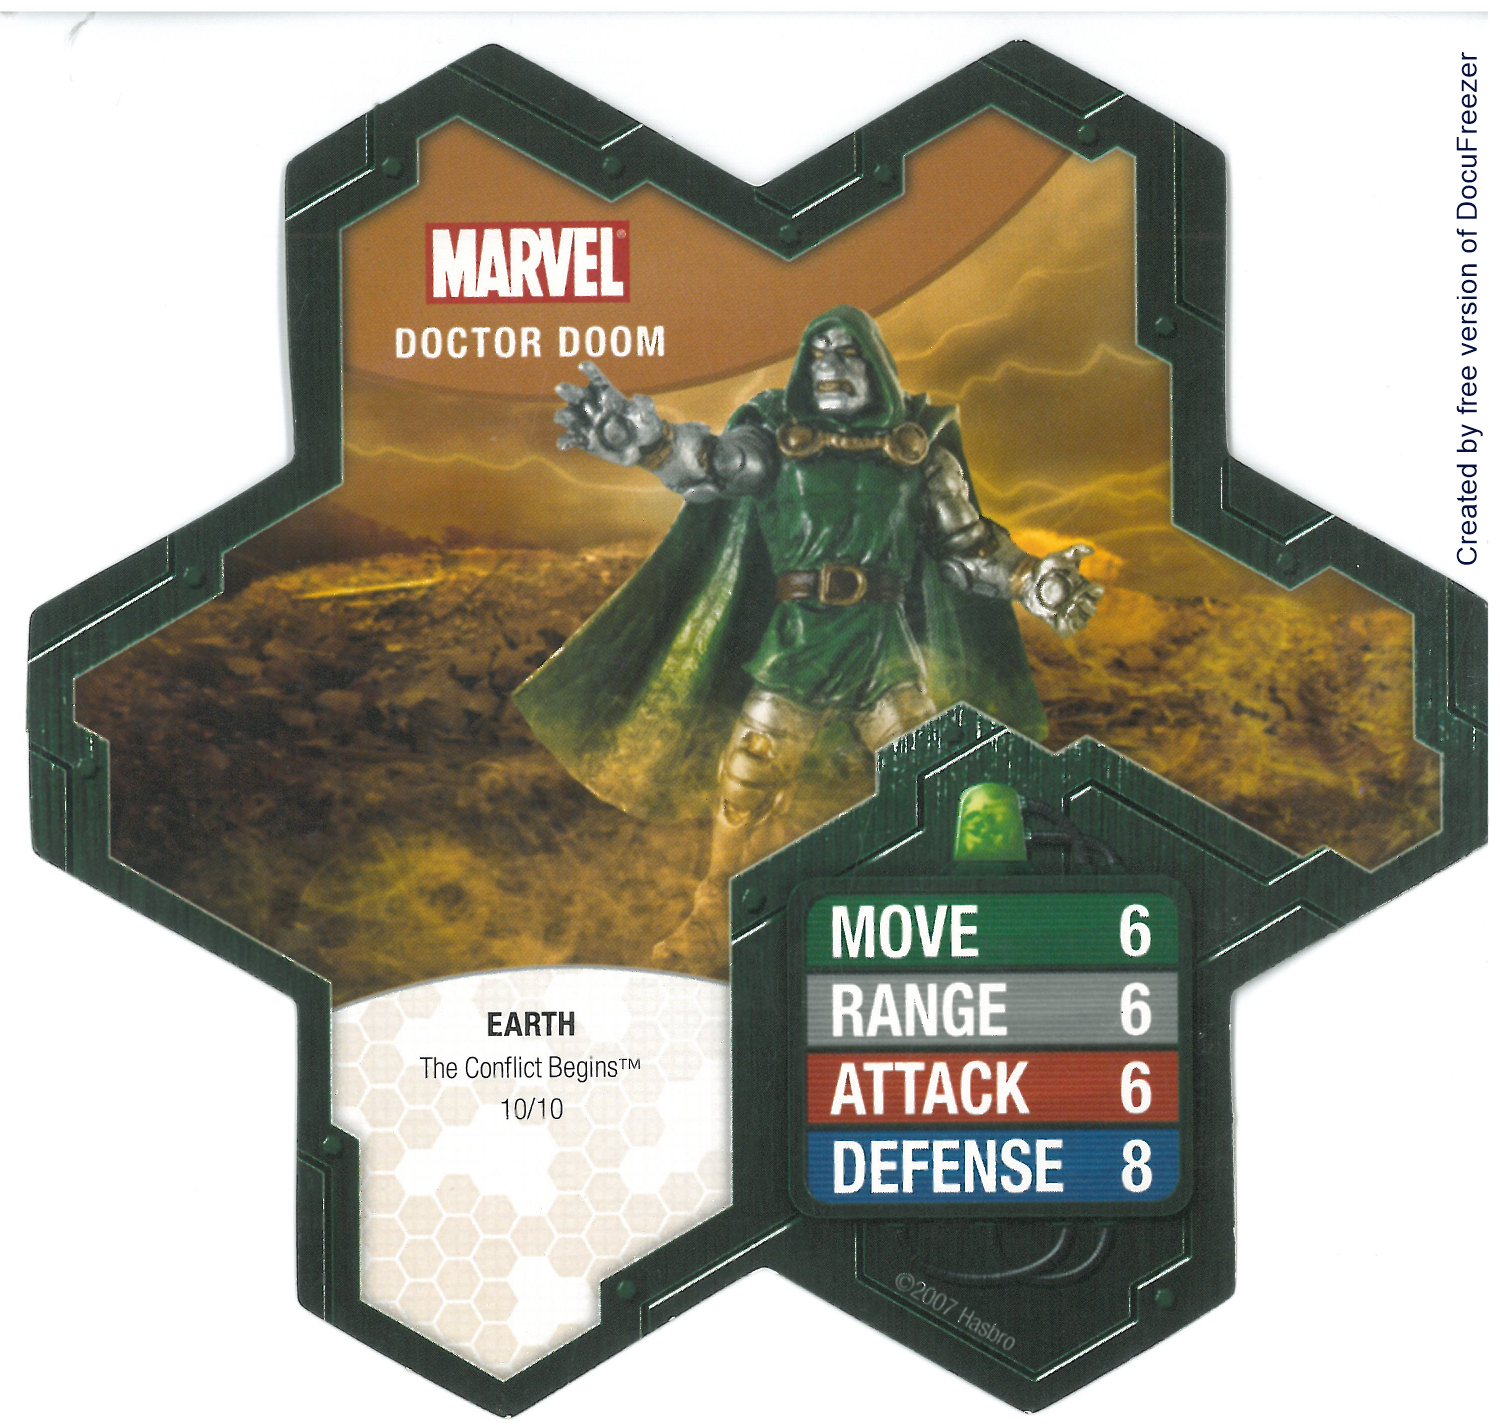 MARVEL®
DOCTOR DOOM
EARTH
The Conflict Begins™
10/10
MOVE 6
RANGE 6
ATTACK 6
DEFENSE 8
©2007 Hasbro
Created by free version of DocuFreezer